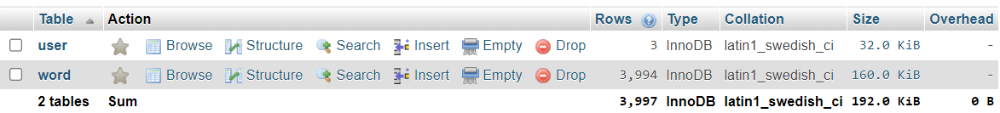 Table Action Rows Type Collation Size Overhead
user Browse Structure Search Insert Empty Drop 3 InnoDB latin1_swedish_ci 32.0 KiB -
word Browse Structure Search Insert Empty Drop 3,994 InnoDB latin1_swedish_ci 160.0 KiB -
2 tables Sum 3,997 InnoDB latin1_swedish_ci 192.0 KiB 0 B